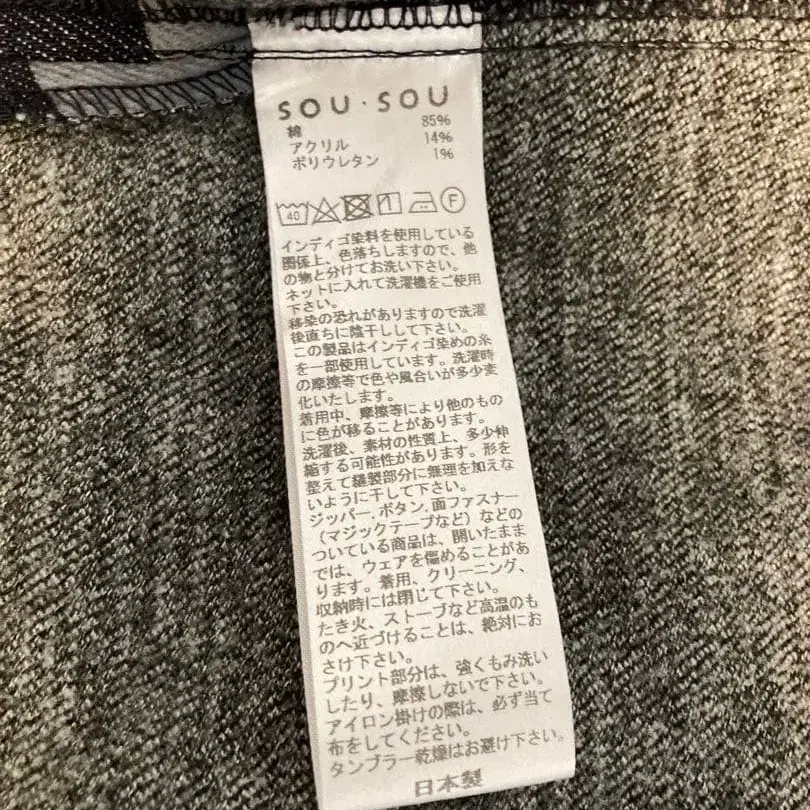 SOU・SOU
綿 85%
アクリル 14%
ポリウレタン 1%
40 F
インディゴ染料を使用している
関係上、色落ちしますので、他
の物と分けてお洗い下さい。
ネットに入れて洗濯機をご使用
下さい。
移染の恐れがありますので洗濯
後直ちに陰干しして下さい。
この製品はインディゴ染めの糸
を一部使用しています。洗濯時
の摩擦等で色や風合いが多少変
化いたします。
着用中、摩擦等により他のもの
に色が移ることがあります。
洗濯後、素材の性質上、多少伸
縮する可能性があります。形を
整えて縫製部分に無理を加えな
いように干して下さい。
ジッパー,ボタン,面ファスナー
（マジックテープなど）などの
ついている商品は、開いたまま
では、ウェアを傷めることがあ
ります。着用、クリーニング、
収納時には閉じて下さい。
たき火、ストーブなど高温のも
のへ近づけることは、絶対にお
さけ下さい。
プリント部分は、強くもみ洗い
したり、摩擦しないで下さい。
アイロン掛けの際は、必ず当て
布をしてください。
タンブラー乾燥はお避け下さい。
日本製